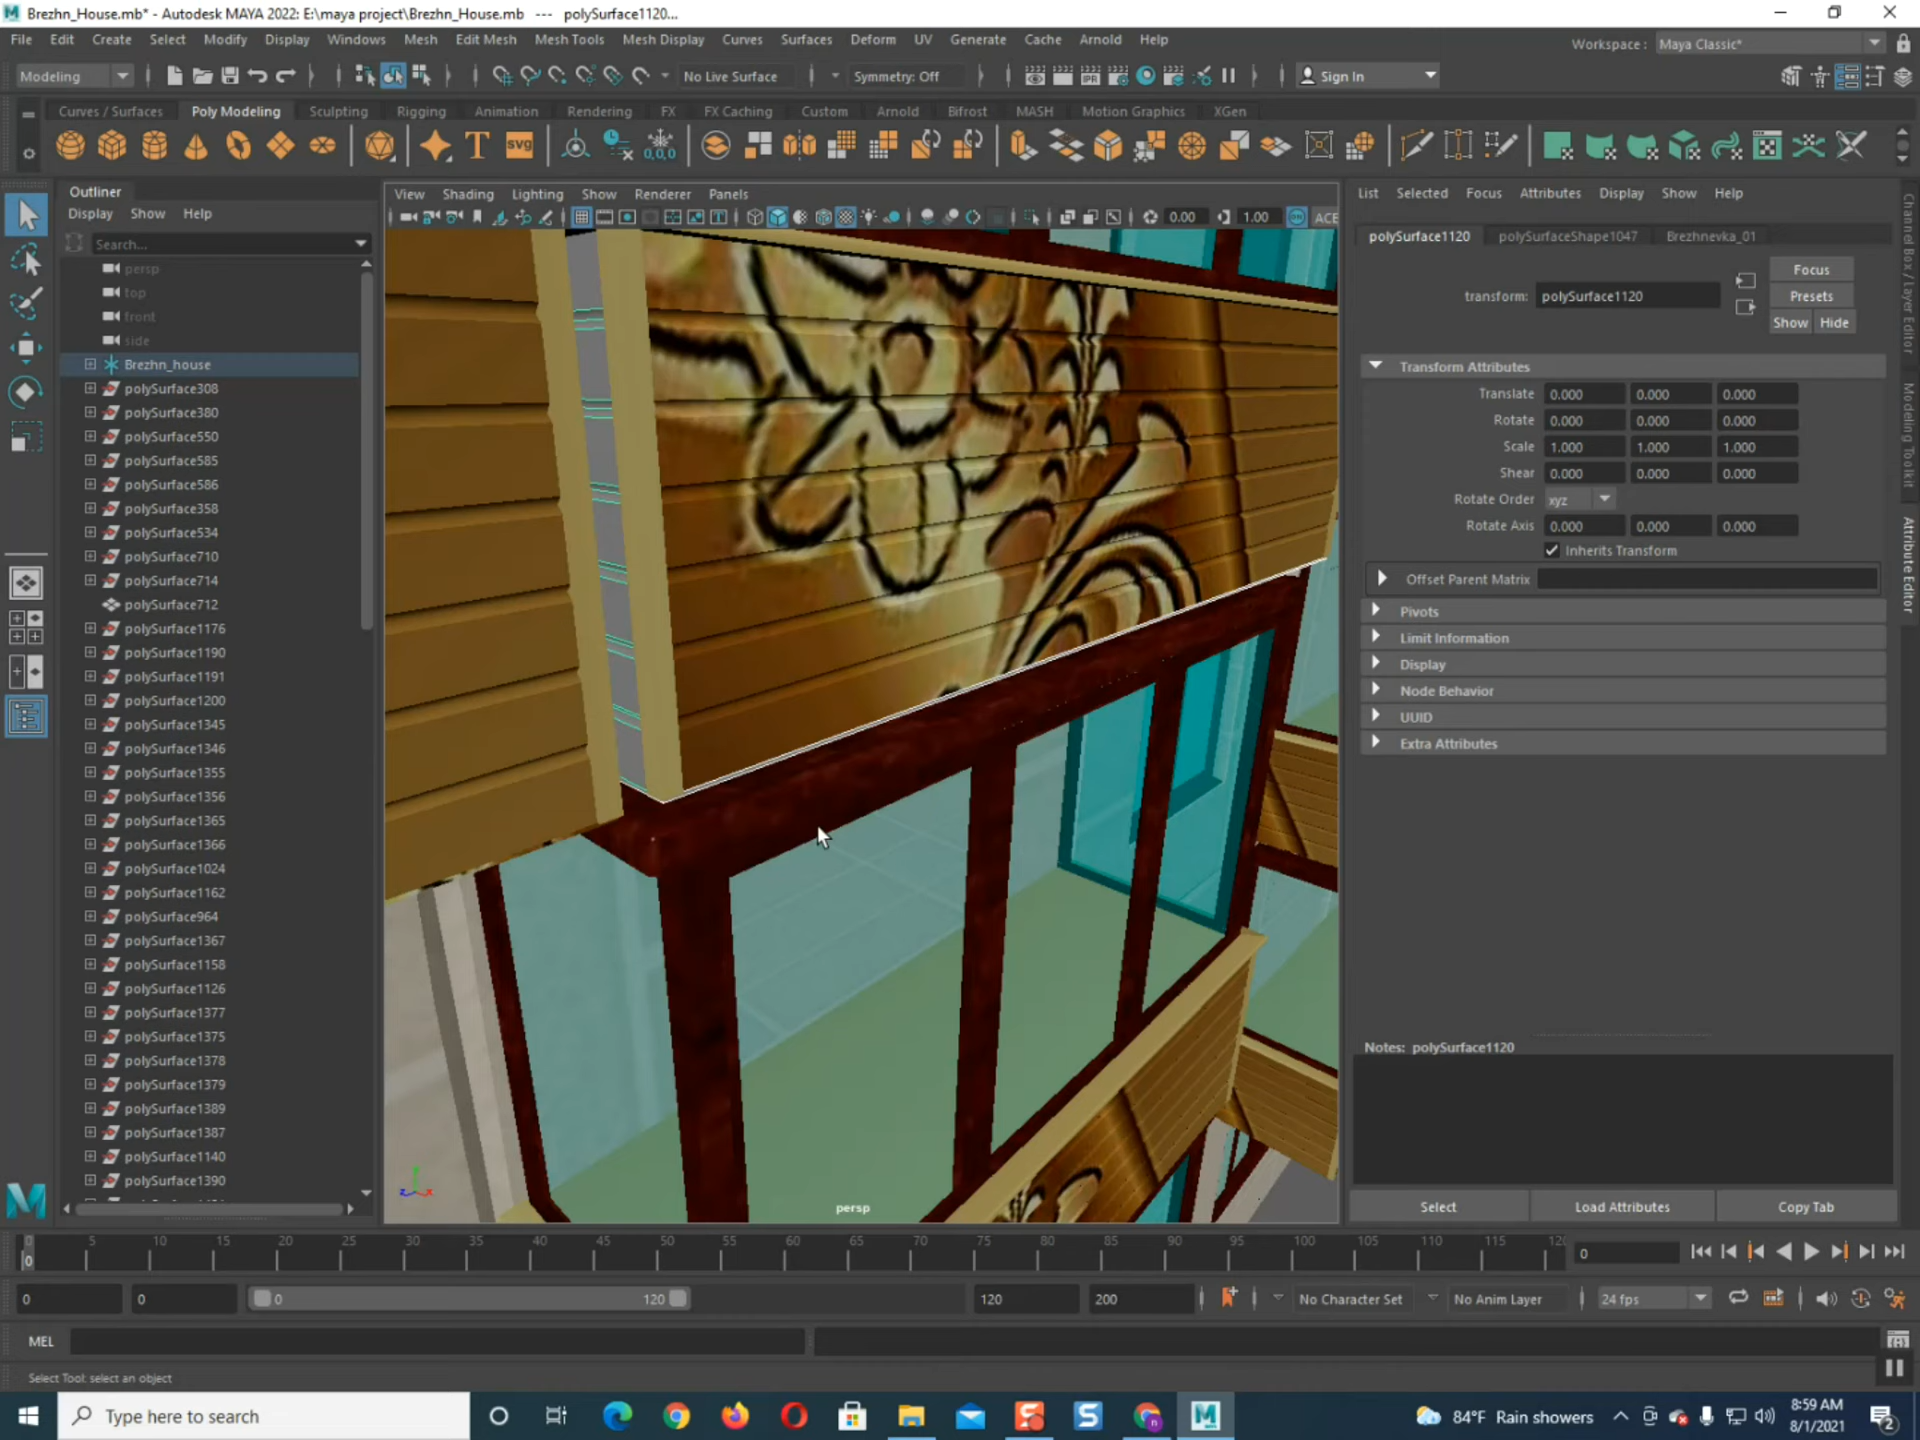 Brezhn_House.mb* - Autodesk MAYA 2022: E:\maya project\Brezhn_House.mb   ---   polySurface1120...
File Edit Create Select Modify Display Windows Mesh Edit Mesh Mesh Tools Mesh Display Curves Surfaces Deform UV Generate Cache Arnold Help
Workspace : Maya Classic*
Modeling No Live Surface Symmetry: Off Sign In
Curves / Surfaces Poly Modeling Sculpting Rigging Animation Rendering FX FX Caching Custom Arnold Bifrost MASH Motion Graphics XGen
Outliner
Display Show Help
Search...
persp
top
front
side
Brezhn_house
polySurface308
polySurface380
polySurface550
polySurface585
polySurface586
polySurface358
polySurface534
polySurface710
polySurface714
polySurface712
polySurface1176
polySurface1190
polySurface1191
polySurface1200
polySurface1345
polySurface1346
polySurface1355
polySurface1356
polySurface1365
polySurface1366
polySurface1024
polySurface1162
polySurface964
polySurface1367
polySurface1158
polySurface1126
polySurface1377
polySurface1375
polySurface1378
polySurface1379
polySurface1389
polySurface1387
polySurface1140
polySurface1390
View Shading Lighting Show Renderer Panels
0.00 1.00 ACE
persp
List Selected Focus Attributes Display Show Help
polySurface1120 polySurfaceShape1047 Brezhnevka_01
Focus
transform: polySurface1120 Presets
Show Hide
Transform Attributes
Translate 0.000 0.000 0.000
Rotate 0.000 0.000 0.000
Scale 1.000 1.000 1.000
Shear 0.000 0.000 0.000
Rotate Order xyz
Rotate Axis 0.000 0.000 0.000
Inherits Transform
Offset Parent Matrix
Pivots
Limit Information
Display
Node Behavior
UUID
Extra Attributes
Notes: polySurface1120
Select Load Attributes Copy Tab
Channel Box / Layer Editor
Modeling Toolkit
Attribute Editor
0 5 10 15 20 25 30 35 40 45 50 55 60 65 70 75 80 85 90 95 100 105 110 115 12
0 0
0 0 0 120 120 200 No Character Set No Anim Layer 24 fps
MEL
Select Tool: select an object
Type here to search
84°F Rain showers
8:59 AM
8/1/2021
2